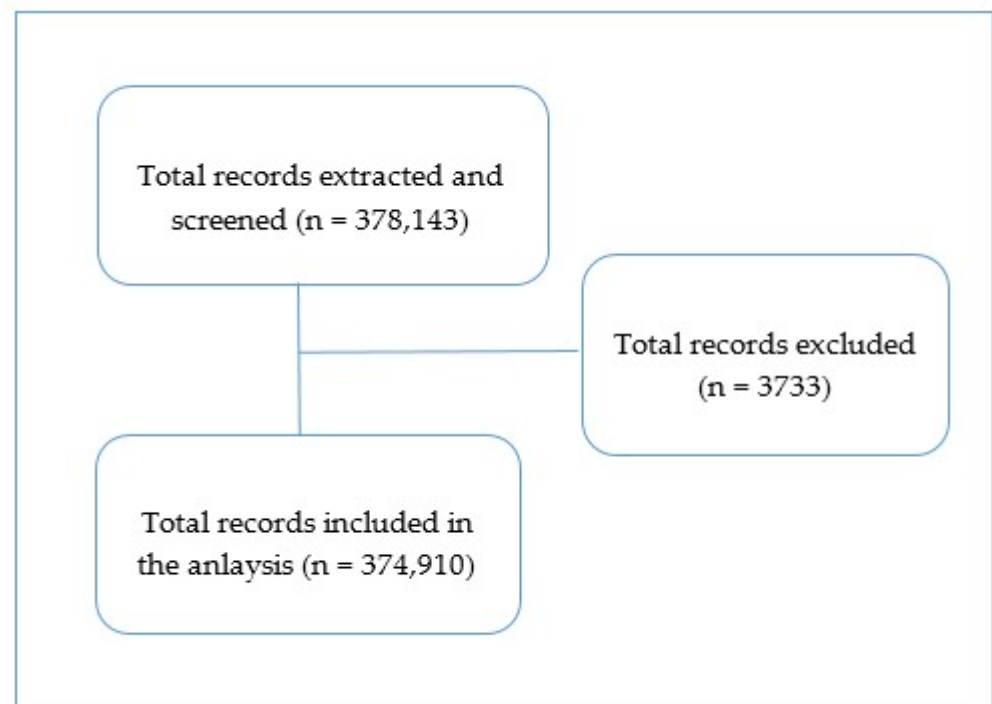 Total records extracted and
screened (n = 378,143)
Total records excluded
(n = 3733)
Total records included in
the anlaysis (n = 374,910)